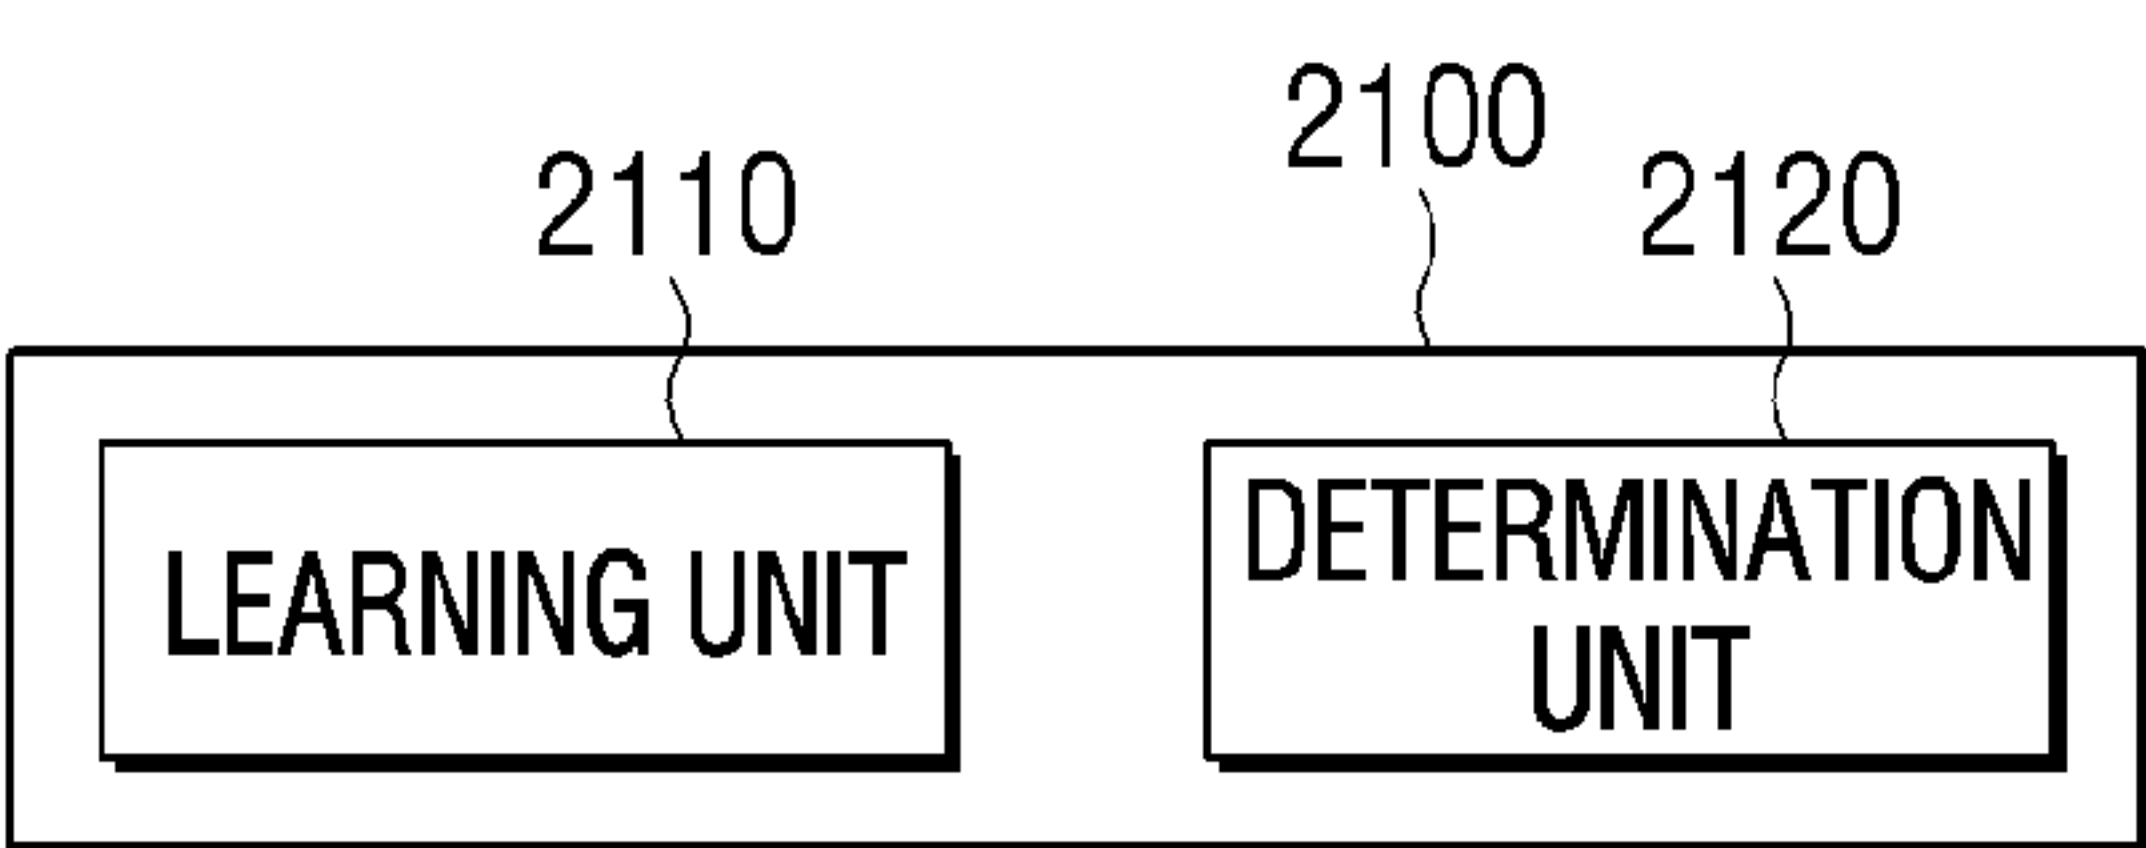 2100
2110
2120
LEARNING UNIT
DETERMINATION
UNIT